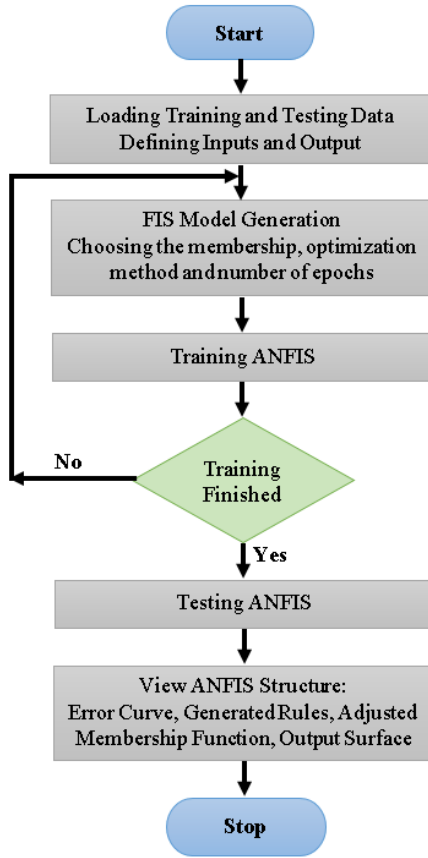 Start
Loading Training and Testing Data
Defining Inputs and Output
FIS Model Generation
Choosing the membership, optimization
method and number of epochs
Training ANFIS
No
Training
Finished
Yes
Testing ANFIS
View ANFIS Structure:
Error Curve, Generated Rules, Adjusted
Membership Function, Output Surface
Stop